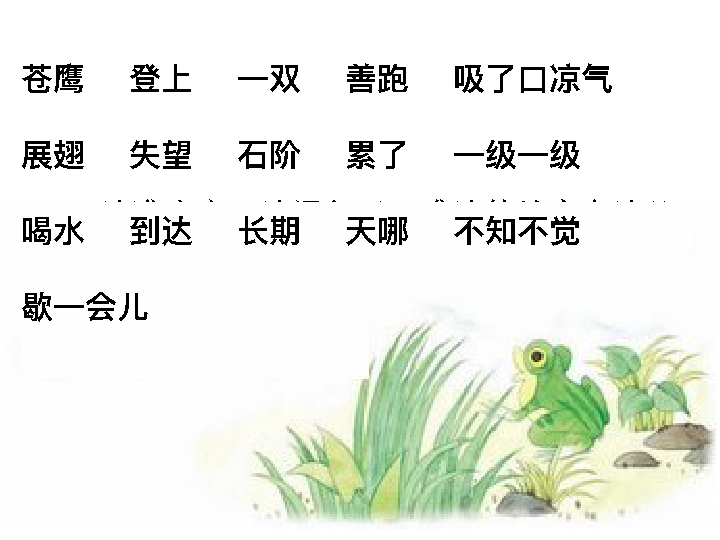 苍鹰 登上 一双 善跑 吸了口凉气
展翅 失望 石阶 累了 一级一级
喝水 到达 长期 天哪 不知不觉
歇一会儿